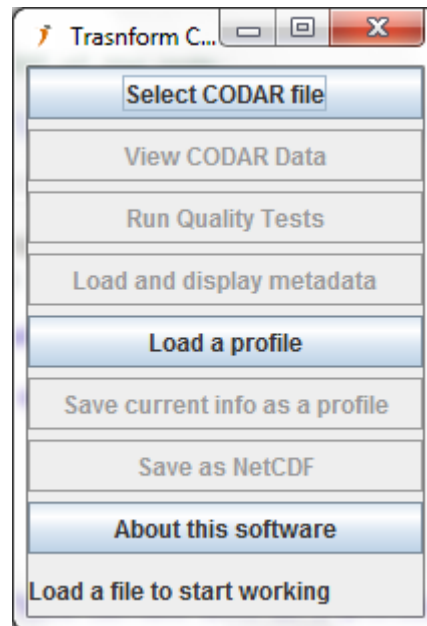 Trasnform C...
Select CODAR file
View CODAR Data
Run Quality Tests
Load and display metadata
Load a profile
Save current info as a profile
Save as NetCDF
About this software
Load a file to start working